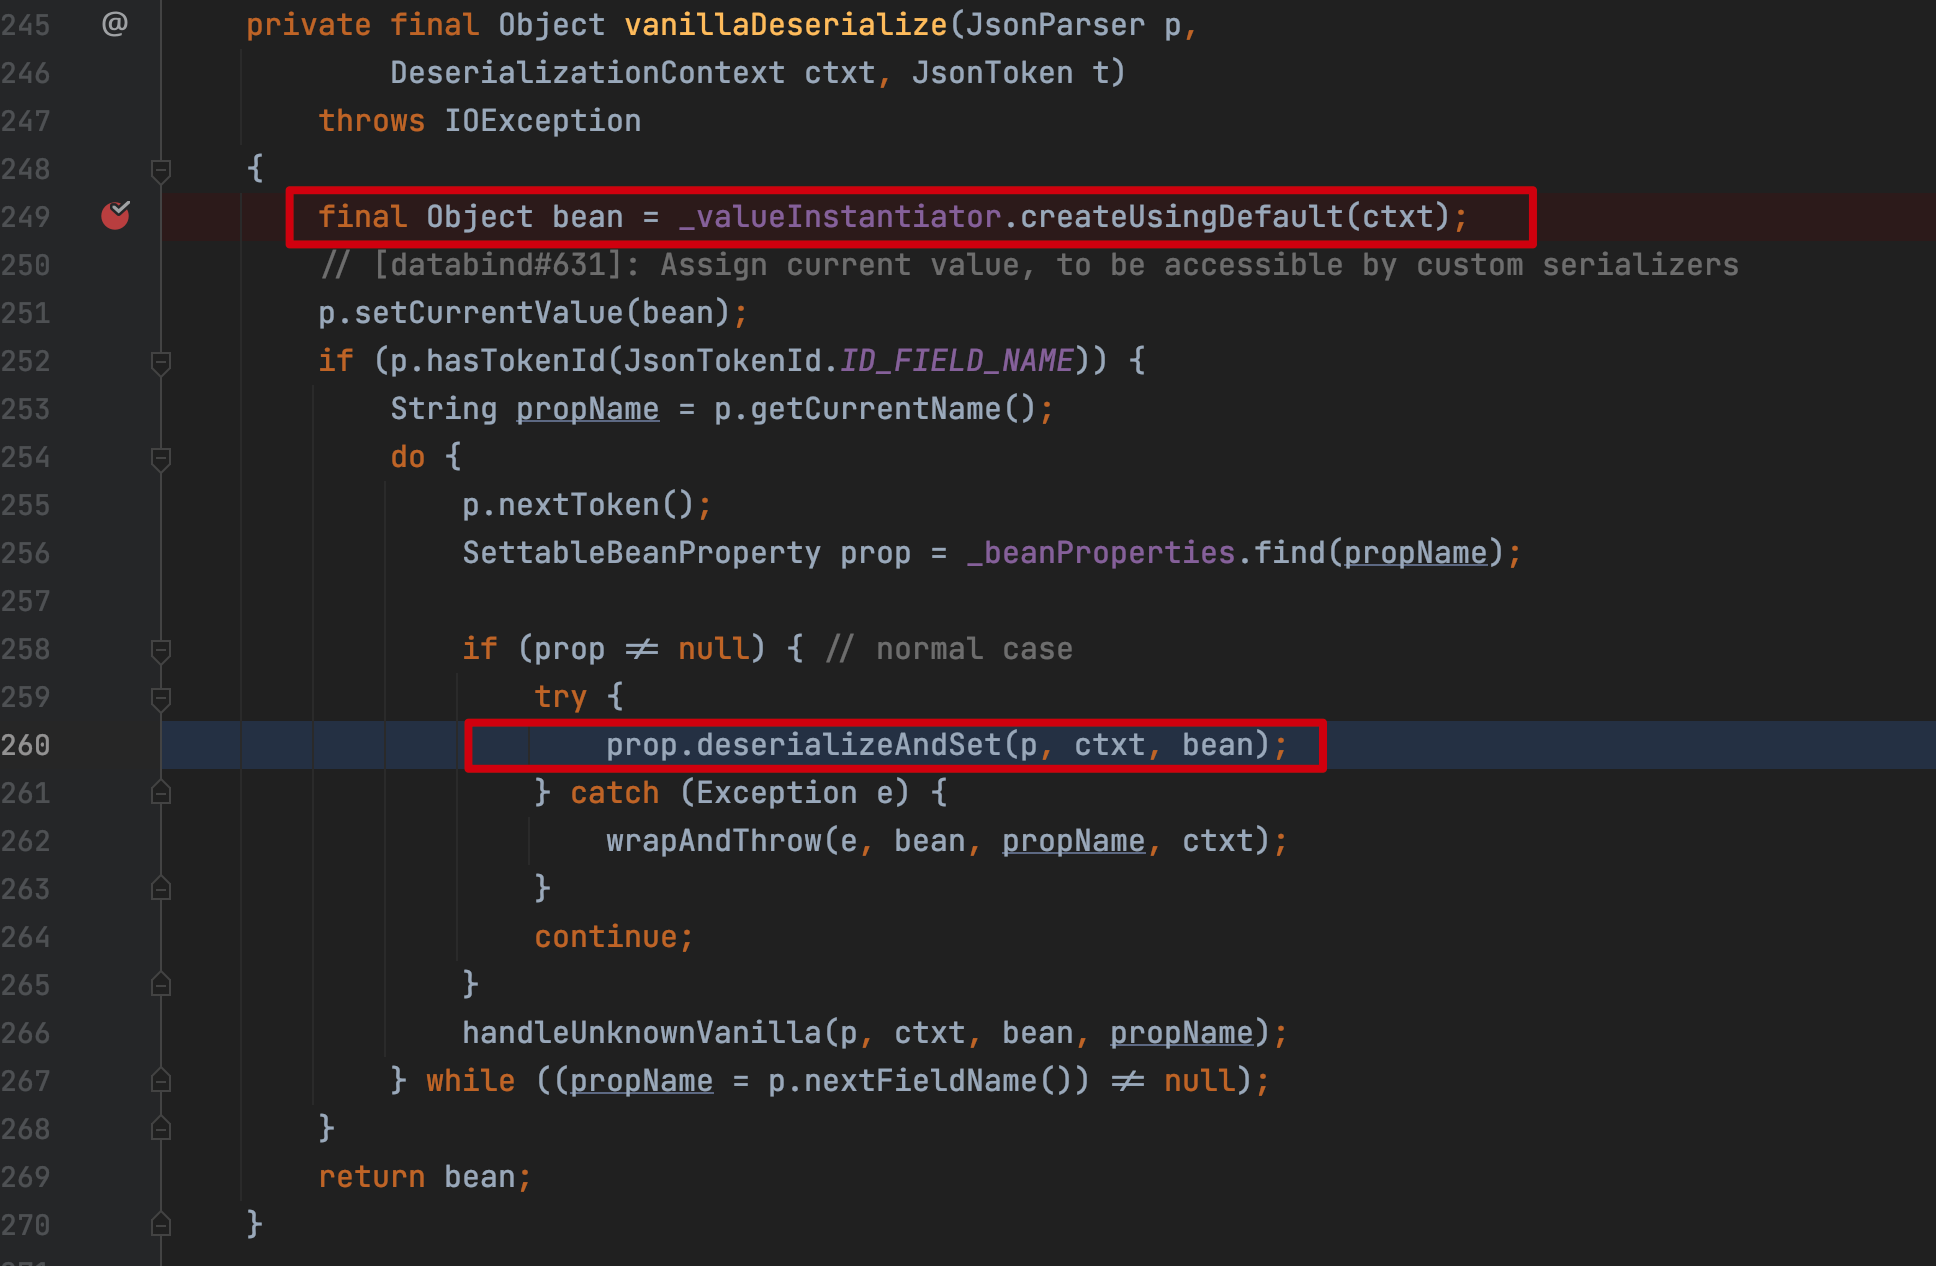 245 @ private final Object vanillaDeserialize(JsonParser p,
246 DeserializationContext ctxt, JsonToken t)
247 throws IOException
248 {
249 final Object bean = _valueInstantiator.createUsingDefault(ctxt);
250 // [databind#631]: Assign current value, to be accessible by custom serializers
251 p.setCurrentValue(bean);
252 if (p.hasTokenId(JsonTokenId.ID_FIELD_NAME)) {
253 String propName = p.getCurrentName();
254 do {
255 p.nextToken();
256 SettableBeanProperty prop = _beanProperties.find(propName);
257
258 if (prop ≠ null) { // normal case
259 try {
260 prop.deserializeAndSet(p, ctxt, bean);
261 } catch (Exception e) {
262 wrapAndThrow(e, bean, propName, ctxt);
263 }
264 continue;
265 }
266 handleUnknownVanilla(p, ctxt, bean, propName);
267 } while ((propName = p.nextFieldName()) ≠ null);
268 }
269 return bean;
270 }